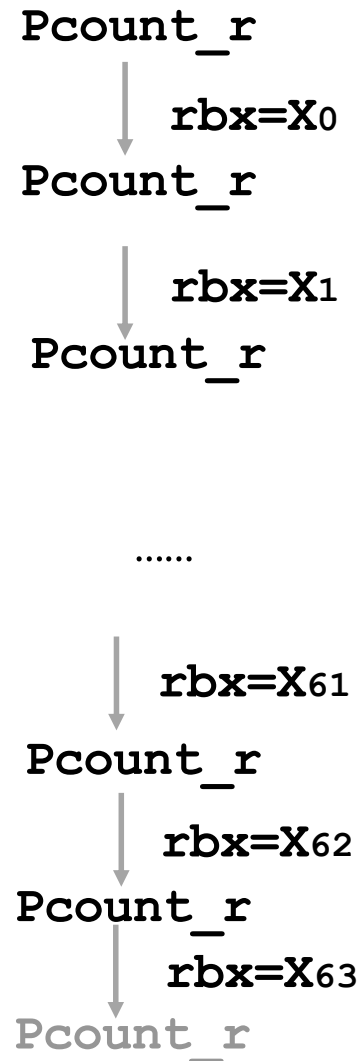 Pcount_r
rbx=X0
Pcount_r
rbx=X1
Pcount_r
......
rbx=X61
Pcount_r
rbx=X62
Pcount_r
rbx=X63
Pcount_r